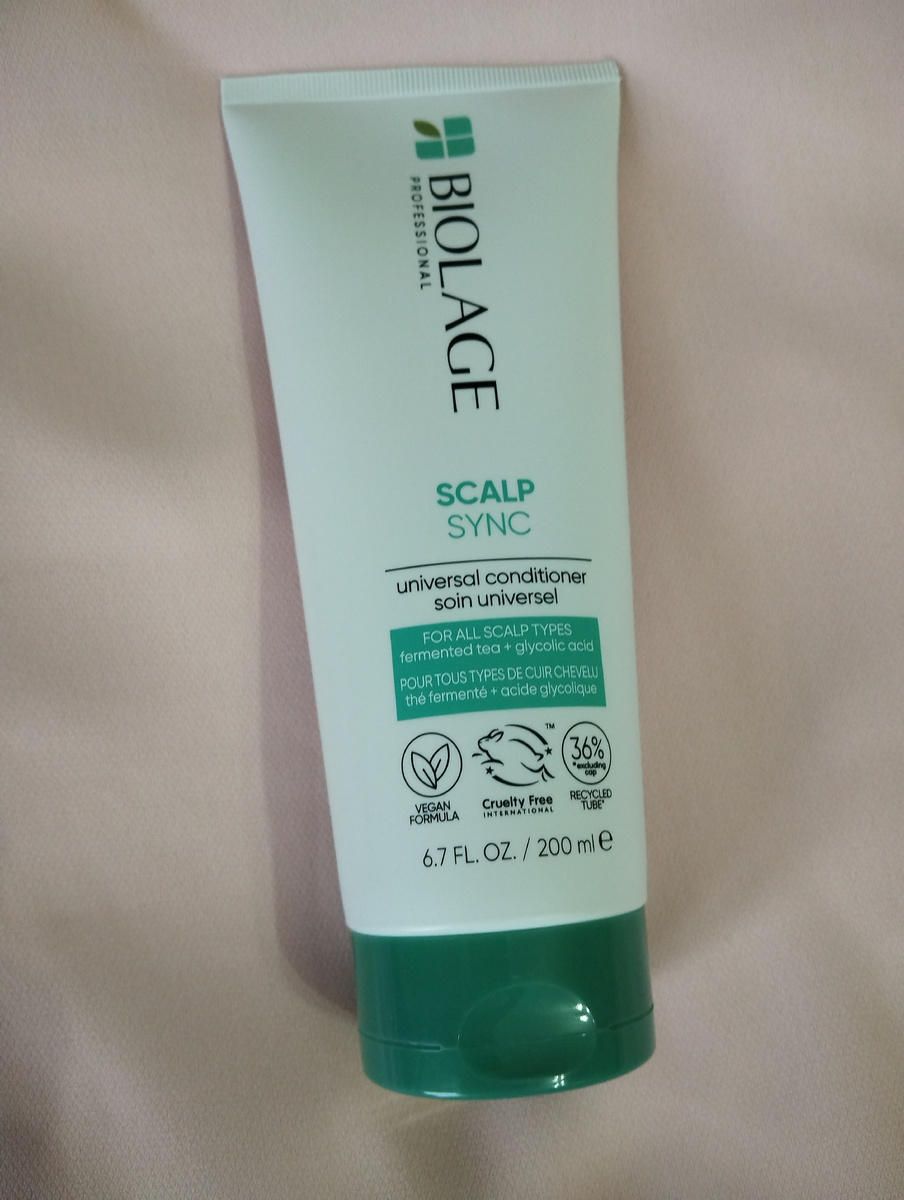 BIOLAGE
PROFESSIONAL
SCALP
SYNC
universal conditioner
soin universel
FOR ALL SCALP TYPES
fermented tea + glycolic acid
POUR TOUS TYPES DE CUIR CHEVELU
thé fermenté + acide glycolique
VEGAN
FORMULA
TM
Cruelty Free
INTERNATIONAL
36%
*excluding
cap
RECYCLED
TUBE*
6.7 FL. OZ. / 200 ml e